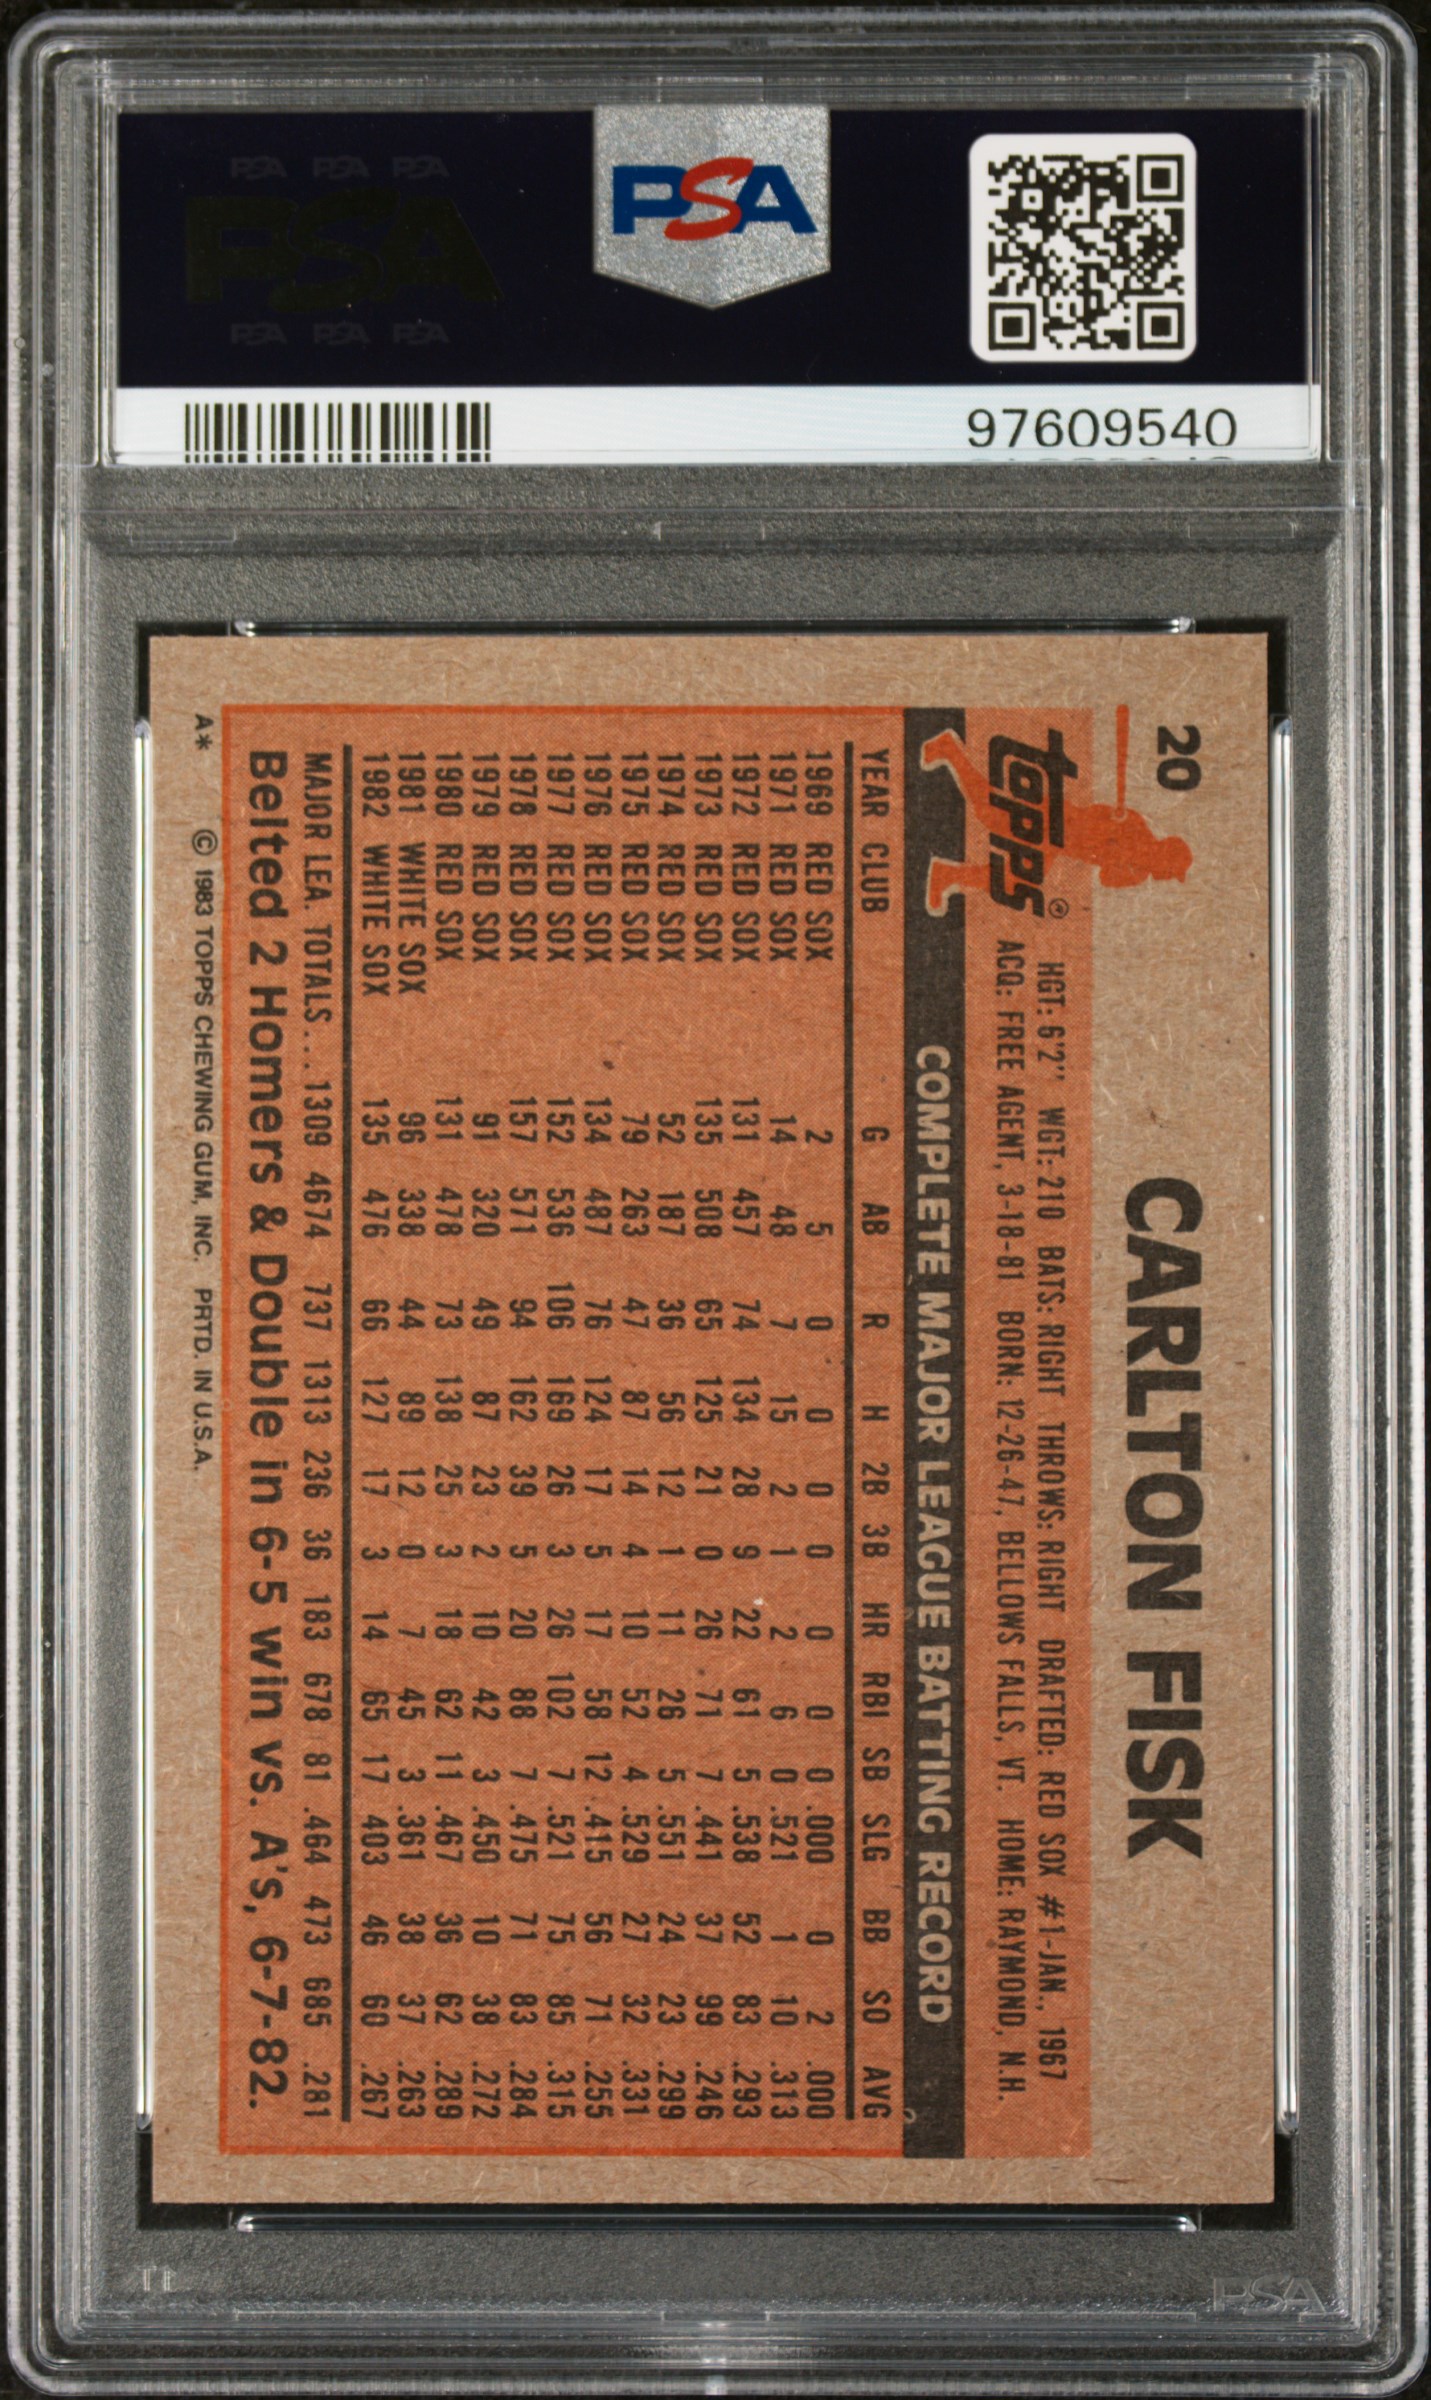 PSA PSA PSA
PSA
PSA PSA PSA
PSA
97609540
20 CARLTON FISK
Topps®
HGT: 6'2" WGT: 210 BATS: RIGHT THROWS: RIGHT DRAFTED: RED SOX #1-JAN., 1967
ACQ: FREE AGENT, 3-18-81 BORN: 12-26-47, BELLOWS FALLS, VT. HOME: RAYMOND, N.H.
COMPLETE MAJOR LEAGUE BATTING RECORD
YEAR CLUB G AB R H 2B 3B HR RBI SB SLG BB SO AVG
1969 RED SOX 2 5 0 0 0 0 0 0 0 .000 0 2 .000
1971 RED SOX 14 48 7 15 2 1 2 6 0 .521 1 10 .313
1972 RED SOX 131 457 74 134 28 9 22 61 5 .538 52 83 .293
1973 RED SOX 135 508 65 125 21 0 26 71 7 .441 37 99 .246
1974 RED SOX 52 187 36 56 12 1 11 26 5 .551 24 23 .299
1975 RED SOX 79 263 47 87 14 4 10 52 4 .529 27 32 .331
1976 RED SOX 134 487 76 124 17 5 17 58 12 .415 56 71 .255
1977 RED SOX 152 536 106 169 26 3 26 102 7 .521 75 85 .315
1978 RED SOX 157 571 94 162 39 5 20 88 7 .475 71 83 .284
1979 RED SOX 91 320 49 87 23 2 10 42 3 .450 10 38 .272
1980 RED SOX 131 478 73 138 25 3 18 62 11 .467 36 62 .289
1981 WHITE SOX 96 338 44 89 12 0 7 45 3 .361 38 37 .263
1982 WHITE SOX 135 476 66 127 17 3 14 65 17 .403 46 60 .267
MAJOR LEA. TOTALS... 1309 4674 737 1313 236 36 183 678 81 .464 473 685 .281
Belted 2 Homers & Double in 6-5 win vs. A's, 6-7-82.
A* © 1983 TOPPS CHEWING GUM, INC. PRTD. IN U.S.A.
PSA